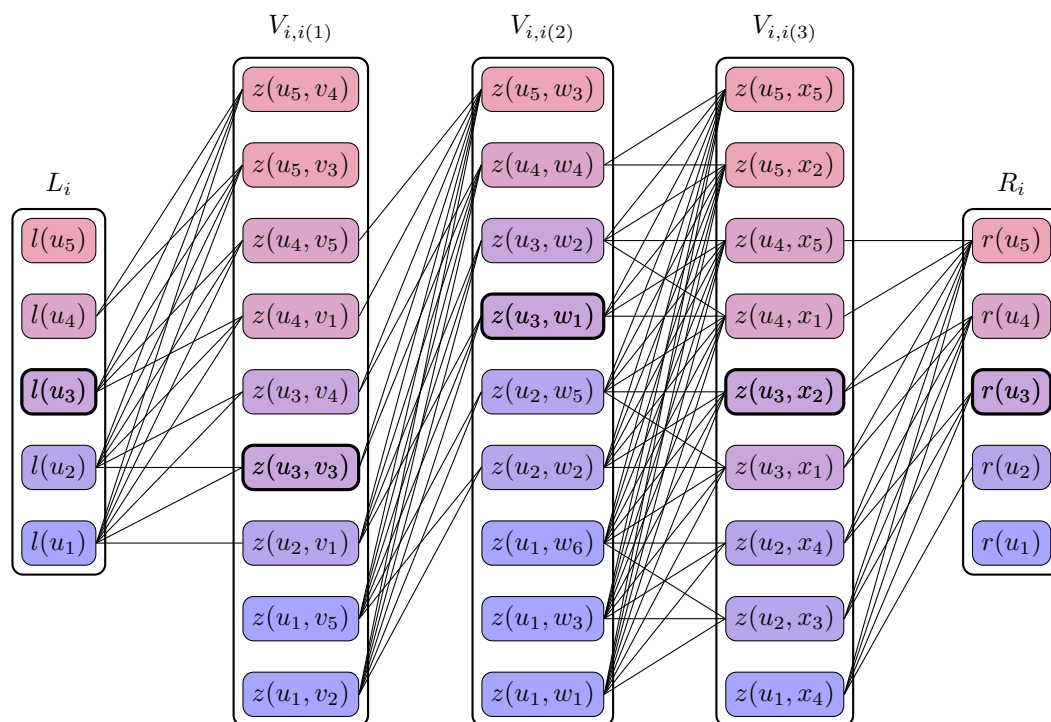 V_{i,i(1)}
V_{i,i(2)}
V_{i,i(3)}
L_i
R_i
l(u_5)
l(u_4)
l(u_3)
l(u_2)
l(u_1)
z(u_5, v_4)
z(u_5, v_3)
z(u_4, v_5)
z(u_4, v_1)
z(u_3, v_4)
z(u_3, v_3)
z(u_2, v_1)
z(u_1, v_5)
z(u_1, v_2)
z(u_5, w_3)
z(u_4, w_4)
z(u_3, w_2)
z(u_3, w_1)
z(u_2, w_5)
z(u_2, w_2)
z(u_1, w_6)
z(u_1, w_3)
z(u_1, w_1)
z(u_5, x_5)
z(u_5, x_2)
z(u_4, x_5)
z(u_4, x_1)
z(u_3, x_2)
z(u_3, x_1)
z(u_2, x_4)
z(u_2, x_3)
z(u_1, x_4)
r(u_5)
r(u_4)
r(u_3)
r(u_2)
r(u_1)